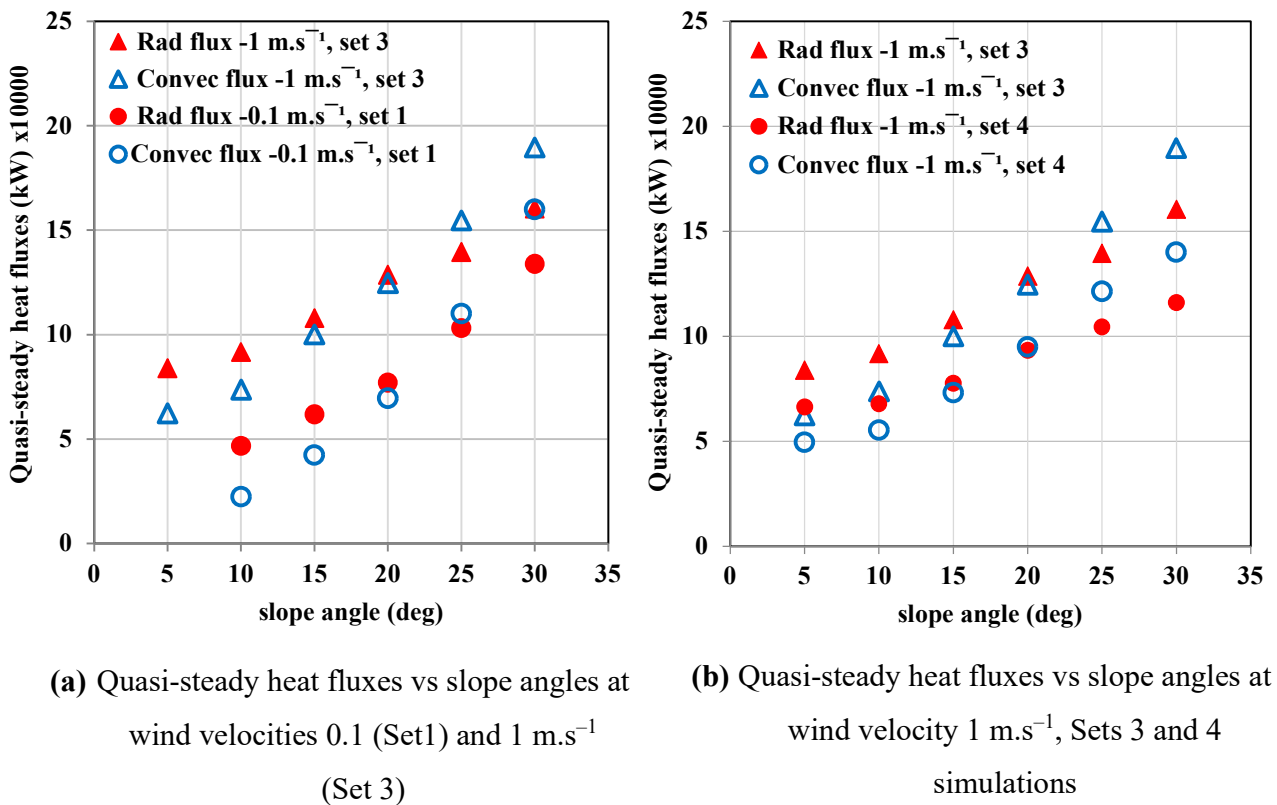 25
20
15
10
5
0
Quasi-steady heat fluxes (kW) x10000
Rad flux -1 m.s⁻¹, set 3
Convec flux -1 m.s⁻¹, set 3
Rad flux -0.1 m.s⁻¹, set 1
Convec flux -0.1 m.s⁻¹, set 1
0 5 10 15 20 25 30 35
slope angle (deg)
(a) Quasi-steady heat fluxes vs slope angles at
wind velocities 0.1 (Set1) and 1 m.s⁻¹
(Set 3)
25
20
15
10
5
0
Quasi-steady heat fluxes (kW) x10000
Rad flux -1 m.s⁻¹, set 3
Convec flux -1 m.s⁻¹, set 3
Rad flux -1 m.s⁻¹, set 4
Convec flux -1 m.s⁻¹, set 4
0 5 10 15 20 25 30 35
slope angle (deg)
(b) Quasi-steady heat fluxes vs slope angles at
wind velocity 1 m.s⁻¹, Sets 3 and 4
simulations